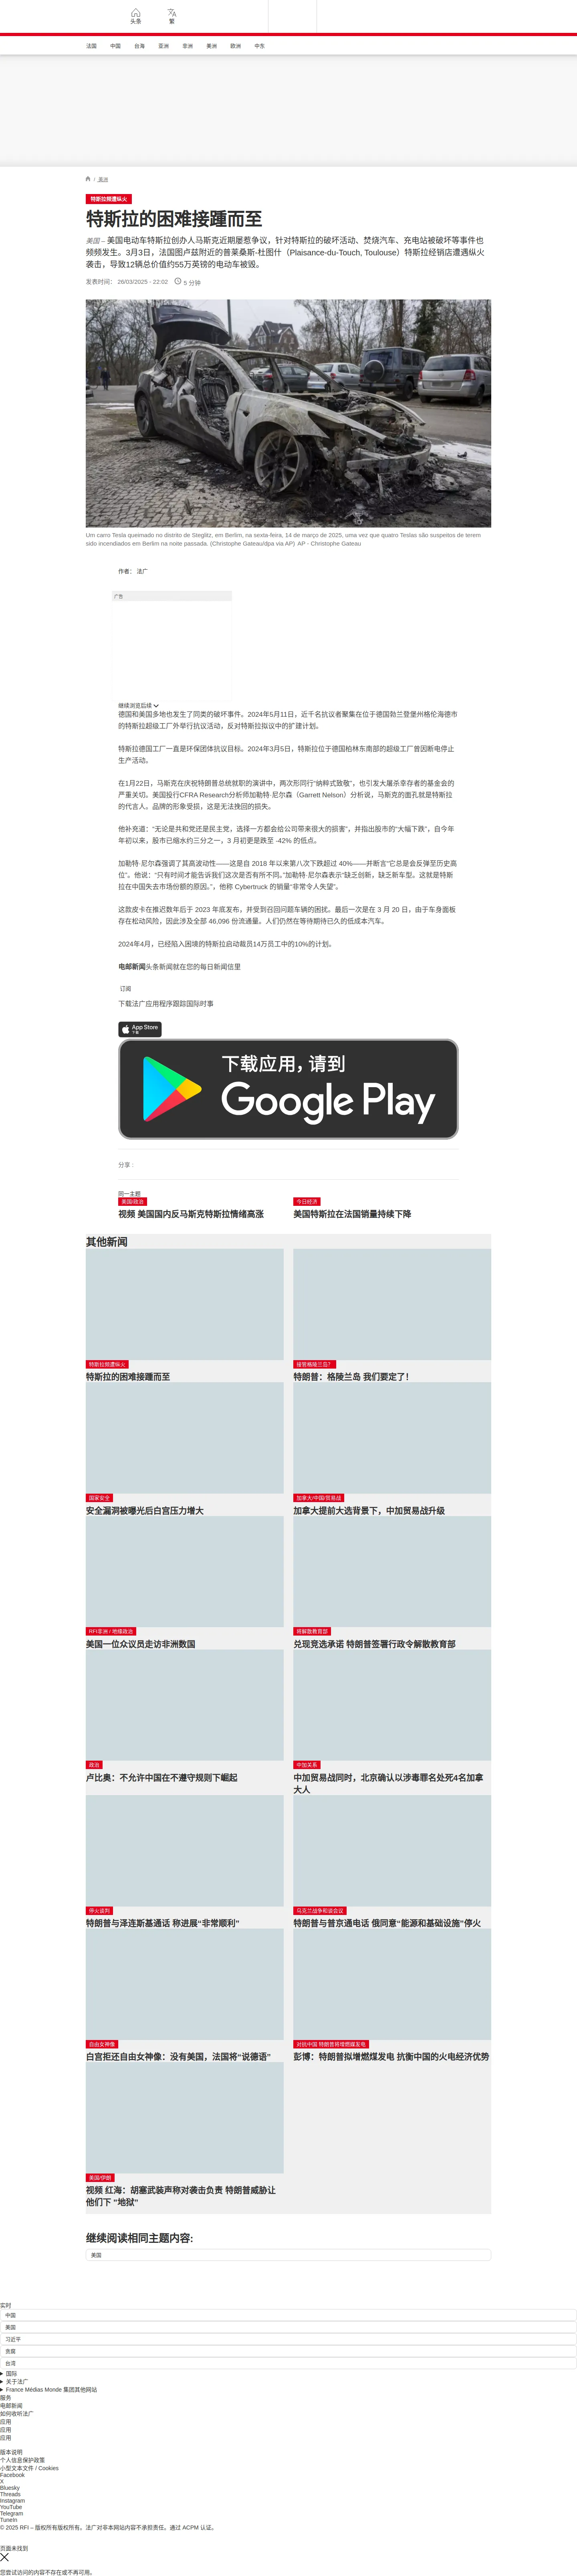 头条
繁
法国 中国 台海 亚洲 非洲 美洲 欧洲 中东
/ 美洲
特斯拉频遭纵火
特斯拉的困难接踵而至
美国 – 美国电动车特斯拉创办人马斯克近期屡惹争议，针对特斯拉的破坏活动、焚烧汽车、充电站被破坏等事件也
频频发生。3月3日，法国图卢兹附近的普莱桑斯-杜图什（Plaisance-du-Touch, Toulouse）特斯拉经销店遭遇纵火
袭击，导致12辆总价值约55万英镑的电动车被毁。
发表时间： 26/03/2025 - 22:02 5 分钟
Um carro Tesla queimado no distrito de Steglitz, em Berlim, na sexta-feira, 14 de março de 2025, uma vez que quatro Teslas são suspeitos de terem
sido incendiados em Berlim na noite passada. (Christophe Gateau/dpa via AP) AP - Christophe Gateau
作者： 法广
广告
继续浏览后续
德国和美国多地也发生了同类的破坏事件。2024年5月11日，近千名抗议者聚集在位于德国勃兰登堡州格伦海德市
的特斯拉超级工厂外举行抗议活动，反对特斯拉拟议中的扩建计划。
特斯拉德国工厂一直是环保团体抗议目标。2024年3月5日，特斯拉位于德国柏林东南部的超级工厂曾因断电停止
生产活动。
在1月22日，马斯克在庆祝特朗普总统就职的演讲中，两次形同行“纳粹式致敬”，也引发大屠杀幸存者的基金会的
严重关切。美国投行CFRA Research分析师加勒特·尼尔森（Garrett Nelson）分析说，马斯克的面孔就是特斯拉
的代言人。品牌的形象受损，这是无法挽回的损失。
他补充道：“无论是共和党还是民主党，选择一方都会给公司带来很大的损害”，并指出股市的“大幅下跌”，自今年
年初以来，股市已缩水约三分之一，3 月初更是跌至 -42% 的低点。
加勒特·尼尔森强调了其高波动性——这是自 2018 年以来第八次下跌超过 40%——并断言“它总是会反弹至历史高
位”。他说：“只有时间才能告诉我们这次是否有所不同。”加勒特·尼尔森表示“缺乏创新，缺乏新车型。这就是特斯
拉在中国失去市场份额的原因。”，他称 Cybertruck 的销量“非常令人失望”。
这款皮卡在推迟数年后于 2023 年底发布，并受到召回问题车辆的困扰。最后一次是在 3 月 20 日，由于车身面板
存在松动风险，因此涉及全部 46,096 份流通量。人们仍然在等待期待已久的低成本汽车。
2024年4月，已经陷入困境的特斯拉启动裁员14万员工中的10%的计划。
电邮新闻头条新闻就在您的每日新闻信里
订阅
下载法广应用程序跟踪国际时事
App Store
下载
下载应用，请到
Google Play
分享 :
同一主题
美国/政治
视频 美国国内反马斯克特斯拉情绪高涨
今日经济
美国特斯拉在法国销量持续下降
其他新闻
特斯拉频遭纵火
特斯拉的困难接踵而至
接管格陵兰岛？
特朗普：格陵兰岛 我们要定了！
国家安全
安全漏洞被曝光后白宫压力增大
加拿大/中国/贸易战
加拿大提前大选背景下，中加贸易战升级
RFI非洲 / 地缘政治
美国一位众议员走访非洲数国
将解散教育部
兑现竞选承诺 特朗普签署行政令解散教育部
政治
卢比奥：不允许中国在不遵守规则下崛起
中加关系
中加贸易战同时，北京确认以涉毒罪名处死4名加拿
大人
停火谈判
特朗普与泽连斯基通话 称进展“非常顺利”
乌克兰战争和谈会议
特朗普与普京通电话 俄同意“能源和基础设施”停火
自由女神像
白宫拒还自由女神像：没有美国，法国将“说德语”
对抗中国 特朗普将增燃煤发电
彭博：特朗普拟增燃煤发电 抗衡中国的火电经济优势
美国/伊朗
视频 红海：胡塞武装声称对袭击负责 特朗普威胁让
他们下 “地狱”
继续阅读相同主题内容:
美国
实时
中国
美国
习近平
贪腐
台湾
国际
关于法广
France Médias Monde 集团其他网站
服务
电邮新闻
如何收听法广
应用
应用
应用
版本说明
个人信息保护政策
小型文本文件 / Cookies
Facebook
X
Bluesky
Threads
Instagram
YouTube
Telegram
TuneIn
© 2025 RFI – 版权所有版权所有。法广对非本网站内容不承担责任。通过 ACPM 认证。
页面未找到
您尝试访问的内容不存在或不再可用。